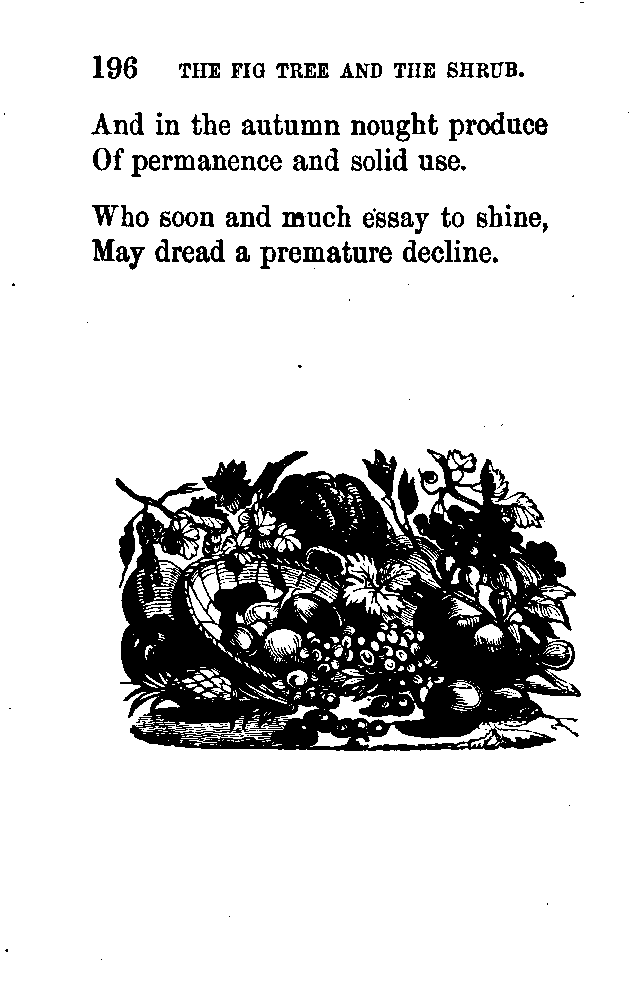 196 THE FIG TREE AND THE SHRUB.
And in the autumn nought produce
Of permanence and solid use.
Who soon and much essay to shine,
May dread a premature decline.